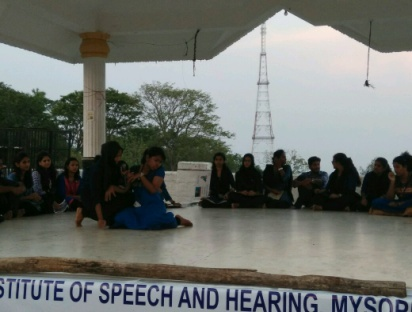 STITUTE OF SPEECH AND HEARING, MYSOR